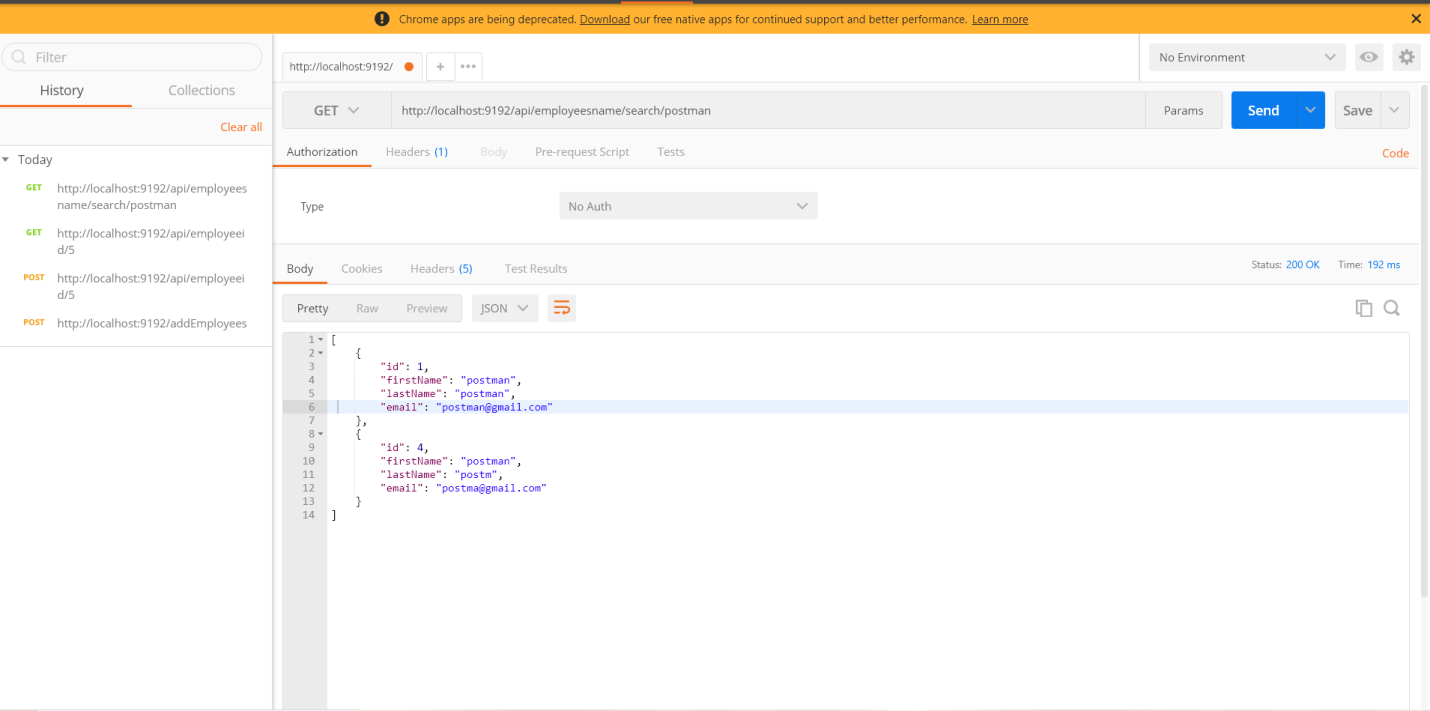 Chrome apps are being deprecated. Download our free native apps for continued support and better performance. Learn more
Filter
History Collections
Clear all
Today
GET http://localhost:9192/api/employees
name/search/postman
GET http://localhost:9192/api/employeei
d/5
POST http://localhost:9192/api/employeei
d/5
POST http://localhost:9192/addEmployees
http://localhost:9192/
No Environment
GET http://localhost:9192/api/employeesname/search/postman Params Send Save
Authorization Headers (1) Body Pre-request Script Tests Code
Type No Auth
Body Cookies Headers (5) Test Results Status: 200 OK Time: 192 ms
Pretty Raw Preview JSON
1 [
2 {
3 "id": 1,
4 "firstName": "postman",
5 "lastName": "postman",
6 "email": "postman@gmail.com"
7 },
8 {
9 "id": 4,
10 "firstName": "postman",
11 "lastName": "postm",
12 "email": "postma@gmail.com"
13 }
14 ]